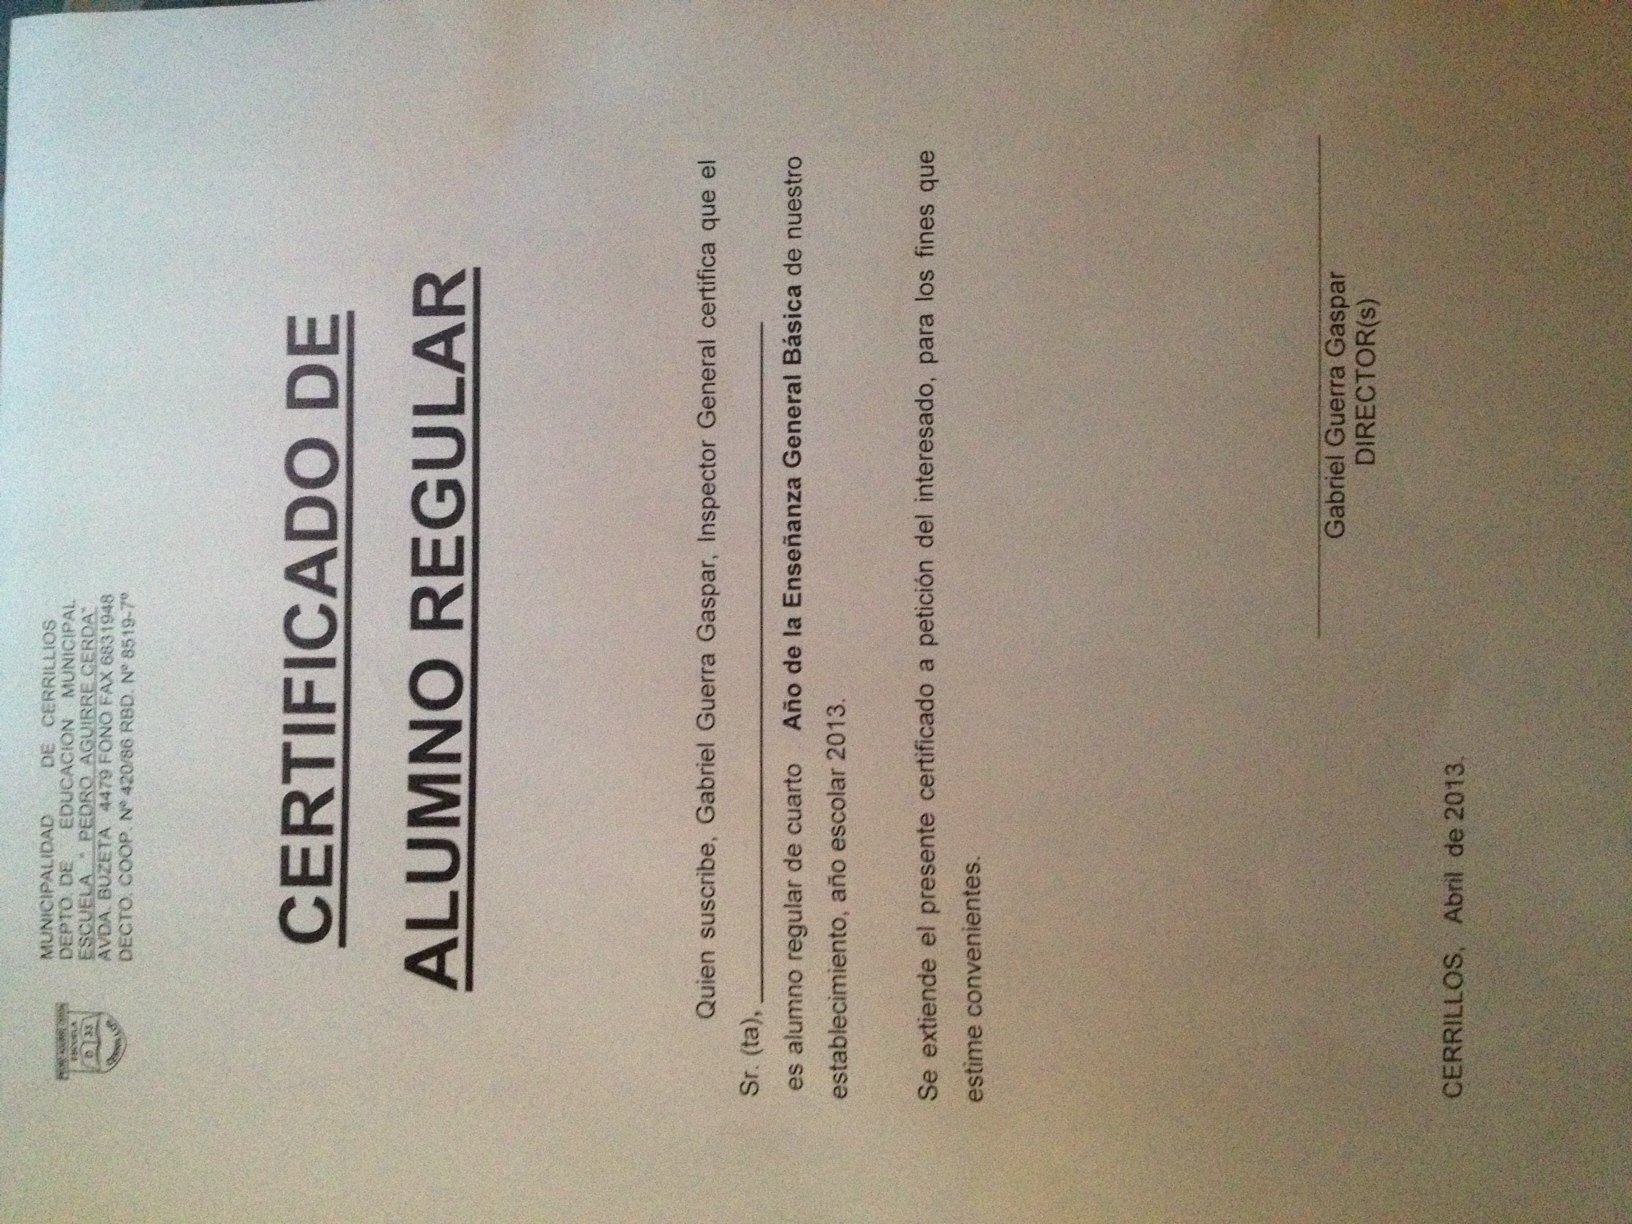 PEDRO AGUIRRE CERDA
ESCUELA
D 33
CERRILLOS
MUNICIPALIDAD DE CERRILLIOS
DEPTO. DE EDUCACION MUNICIPAL
ESCUELA " PEDRO AGUIRRE CERDA"
AVDA. BUZETA 4479 FONO FAX 6831948
DECTO. COOP. Nº 420/86 RBD. Nº 8519-7º
CERTIFICADO DE
ALUMNO REGULAR
Quien suscribe, Gabriel Guerra Gaspar, Inspector General certifica que el
Sr. (ta),
es alumno regular de cuarto Año de la Enseñanza General Básica de nuestro
establecimiento, año escolar 2013.
Se extiende el presente certificado a petición del interesado, para los fines que
estime convenientes.
Gabriel Guerra Gaspar
DIRECTOR(s)
CERRILLOS, Abril de 2013.